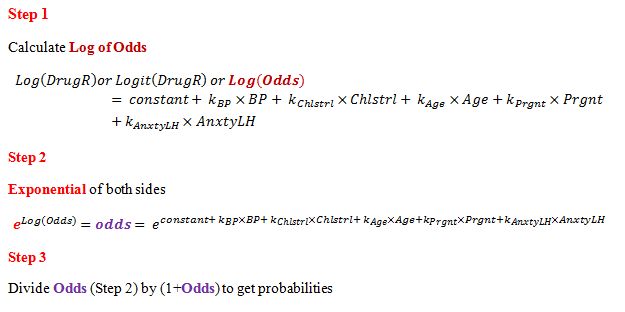 Step 1
Calculate Log of Odds
Log(DrugR)or Logit(DrugR) or Log(Odds)
= constant + k_BP × BP + k_Chlstrl × Chlstrl + k_Age × Age + k_Prgnt × Prgnt
+ k_AnxtyLH × AnxtyLH
Step 2
Exponential of both sides
e^Log(Odds) = odds = e^constant+ k_BP×BP+ k_Chlstrl×Chlstrl+ k_Age×Age+k_Prgnt×Prgnt+k_AnxtyLH×AnxtyLH
Step 3
Divide Odds (Step 2) by (1+Odds) to get probabilities